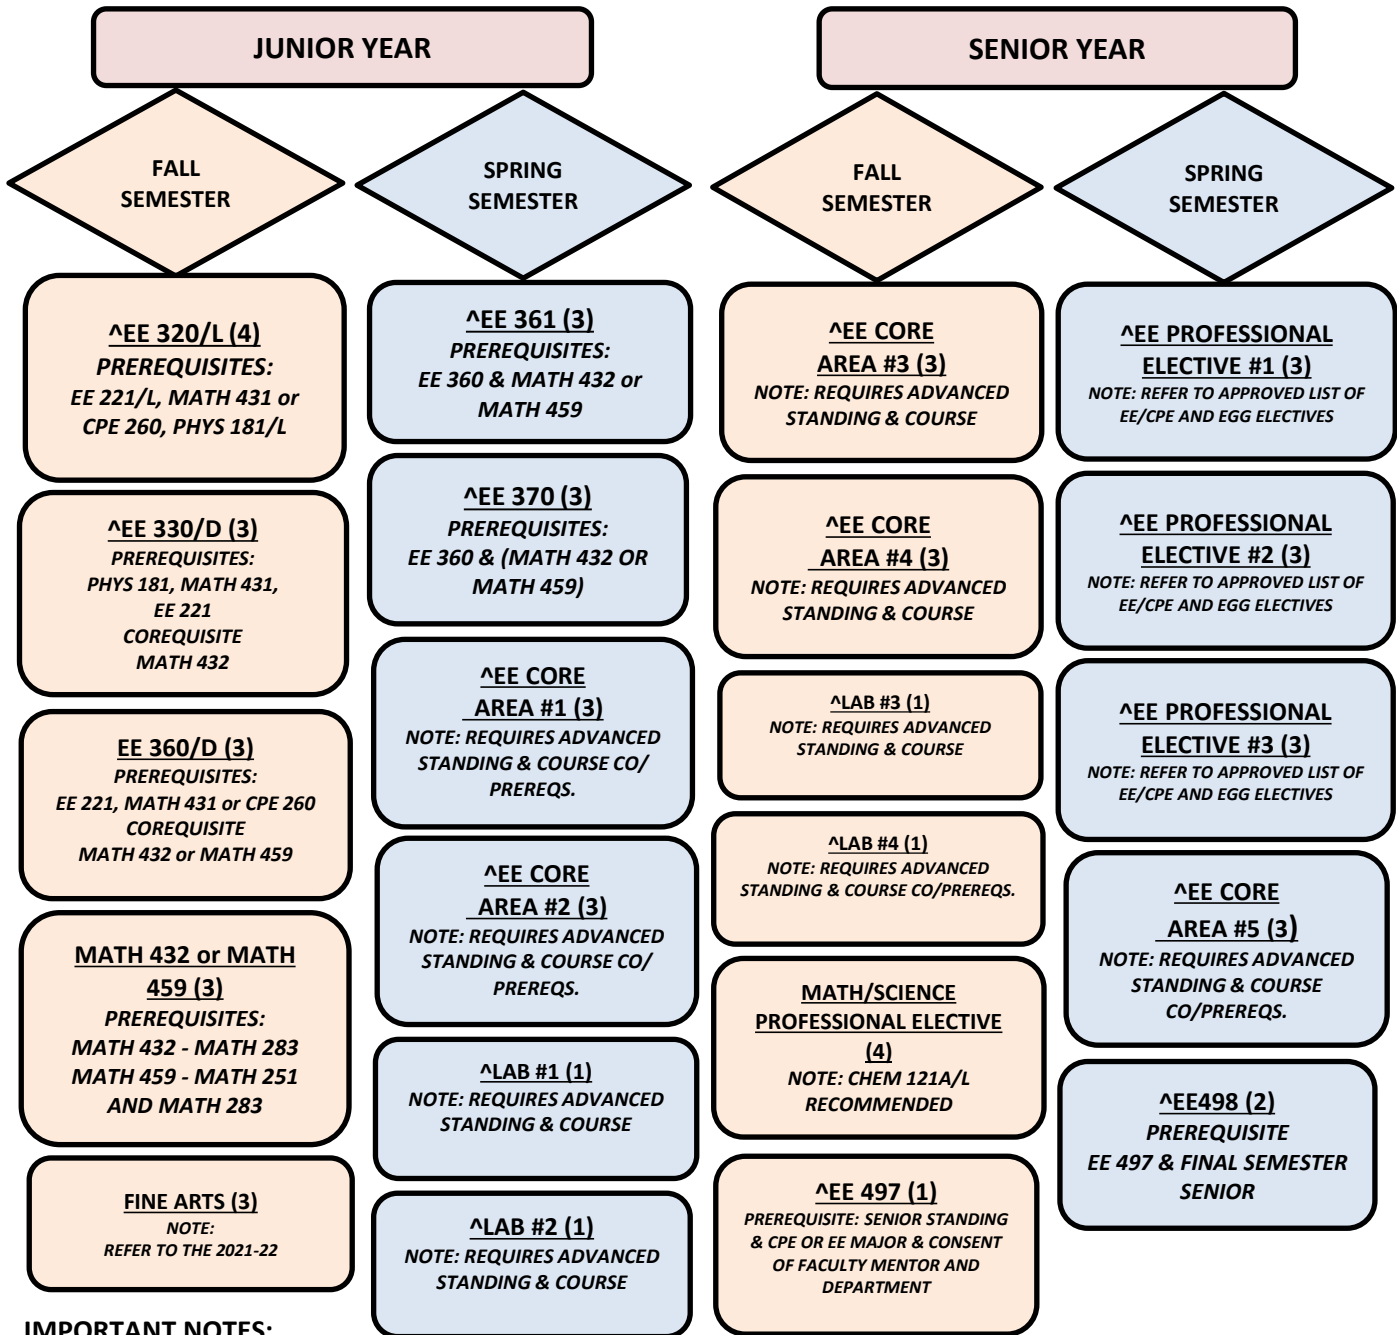 JUNIOR YEAR
FALL
SEMESTER
SPRING
SEMESTER
^EE 320/L (4)
PREREQUISITES:
EE 221/L, MATH 431 or
CPE 260, PHYS 181/L
^EE 330/D (3)
PREREQUISITES:
PHYS 181, MATH 431,
EE 221
COREQUISITE
MATH 432
EE 360/D (3)
PREREQUISITES:
EE 221, MATH 431 or CPE 260
COREQUISITE
MATH 432 or MATH 459
MATH 432 or MATH
459 (3)
PREREQUISITES:
MATH 432 - MATH 283
MATH 459 - MATH 251
AND MATH 283
FINE ARTS (3)
NOTE:
REFER TO THE 2021-22
^EE 361 (3)
PREREQUISITES:
EE 360 & MATH 432 or
MATH 459
^EE 370 (3)
PREREQUISITES:
EE 360 & (MATH 432 OR
MATH 459)
^EE CORE
AREA #1 (3)
NOTE: REQUIRES ADVANCED
STANDING & COURSE CO/
PREREQS.
^EE CORE
AREA #2 (3)
NOTE: REQUIRES ADVANCED
STANDING & COURSE CO/
PREREQS.
^LAB #1 (1)
NOTE: REQUIRES ADVANCED
STANDING & COURSE
^LAB #2 (1)
NOTE: REQUIRES ADVANCED
STANDING & COURSE
SENIOR YEAR
FALL
SEMESTER
SPRING
SEMESTER
^EE CORE
AREA #3 (3)
NOTE: REQUIRES ADVANCED
STANDING & COURSE
^EE CORE
AREA #4 (3)
NOTE: REQUIRES ADVANCED
STANDING & COURSE
^LAB #3 (1)
NOTE: REQUIRES ADVANCED
STANDING & COURSE
^LAB #4 (1)
NOTE: REQUIRES ADVANCED
STANDING & COURSE CO/PREREQS.
MATH/SCIENCE
PROFESSIONAL ELECTIVE
(4)
NOTE: CHEM 121A/L
RECOMMENDED
^EE 497 (1)
PREREQUISITE: SENIOR STANDING
& CPE OR EE MAJOR & CONSENT
OF FACULTY MENTOR AND
DEPARTMENT
^EE PROFESSIONAL
ELECTIVE #1 (3)
NOTE: REFER TO APPROVED LIST OF
EE/CPE AND EGG ELECTIVES
^EE PROFESSIONAL
ELECTIVE #2 (3)
NOTE: REFER TO APPROVED LIST OF
EE/CPE AND EGG ELECTIVES
^EE PROFESSIONAL
ELECTIVE #3 (3)
NOTE: REFER TO APPROVED LIST OF
EE/CPE AND EGG ELECTIVES
^EE CORE
AREA #5 (3)
NOTE: REQUIRES ADVANCED
STANDING & COURSE
CO/PREREQS.
^EE498 (2)
PREREQUISITE
EE 497 & FINAL SEMESTER
SENIOR
IMPORTANT NOTES: